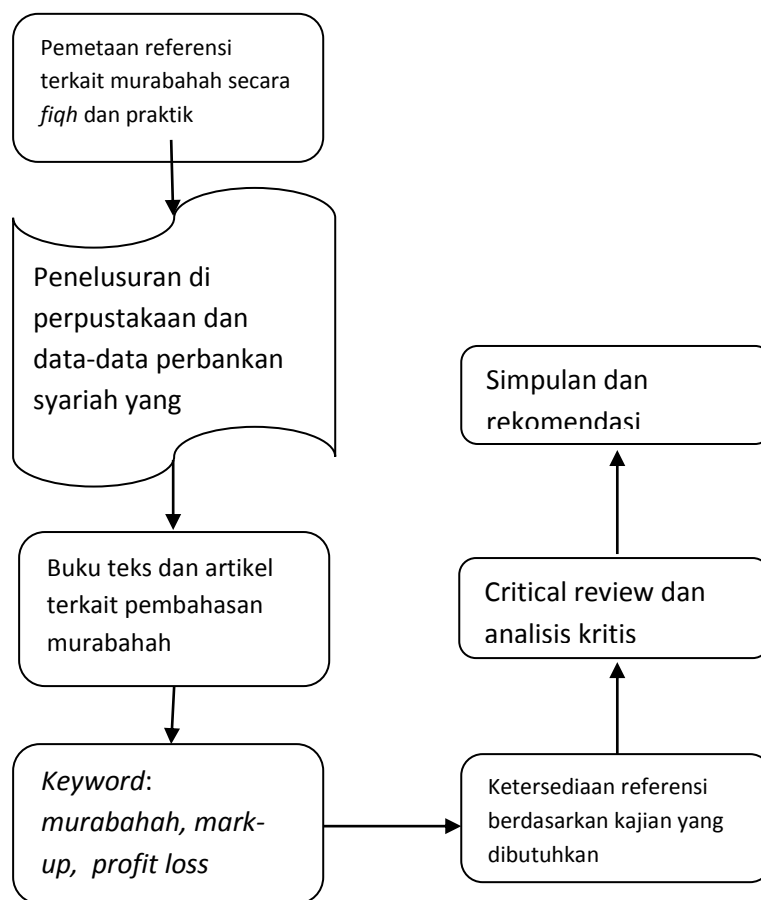 Pemetaan referensi
terkait murabahah secara
fiqh dan praktik
Penelusuran di
perpustakaan dan
data-data perbankan
syariah yang
Buku teks dan artikel
terkait pembahasan
murabahah
Keyword:
murabahah, mark-
up, profit loss
Ketersediaan referensi
berdasarkan kajian yang
dibutuhkan
Critical review dan
analisis kritis
Simpulan dan
rekomendasi